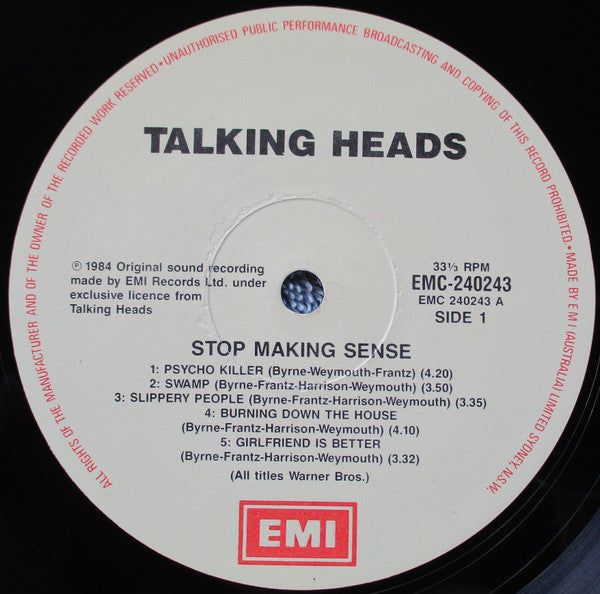 ALL RIGHTS OF THE MANUFACTURER AND OF THE OWNER OF THE RECORDED WORK RESERVED • UNAUTHORISED PUBLIC PERFORMANCE BROADCASTING AND COPYING OF THIS RECORD PROHIBITED • MADE BY E M I (AUSTRALIA) LIMITED SYDNEY, N.S.W.
TALKING HEADS
℗ 1984 Original sound recording
made by EMI Records Ltd. under
exclusive licence from
Talking Heads
33⅓ RPM
EMC-240243
EMC 240243 A
SIDE 1
STOP MAKING SENSE
1: PSYCHO KILLER (Byrne-Weymouth-Frantz) (4.20)
2: SWAMP (Byrne-Frantz-Harrison-Weymouth) (3.50)
3: SLIPPERY PEOPLE (Byrne-Frantz-Harrison-Weymouth) (3.35)
4: BURNING DOWN THE HOUSE
(Byrne-Frantz-Harrison-Weymouth) (4.10)
5: GIRLFRIEND IS BETTER
(Byrne-Frantz-Harrison-Weymouth) (3.32)
(All titles Warner Bros.)
EMI